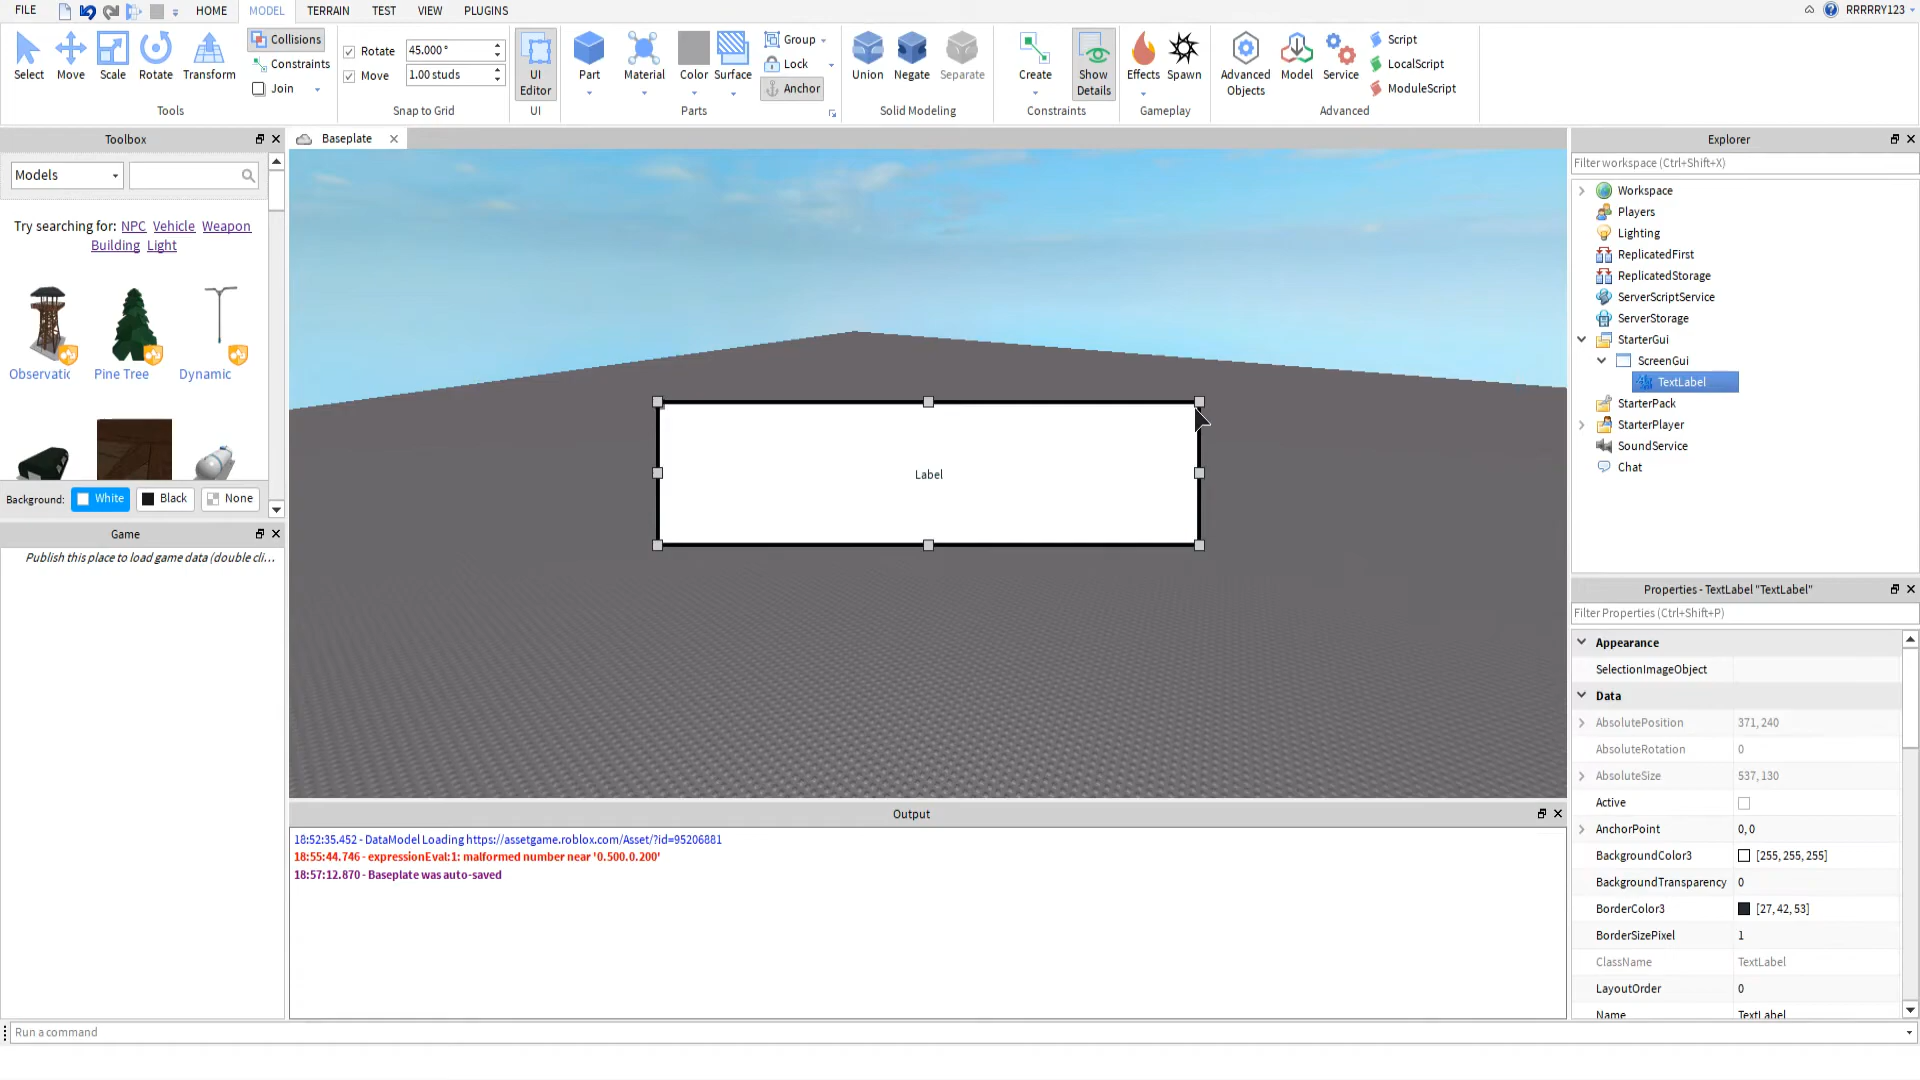 FILE
HOME
MODEL
TERRAIN
TEST
VIEW
PLUGINS
RRRRRY123
Select
Move
Scale
Rotate
Transform
Collisions
Constraints
Join
Tools
Rotate
45.000°
Move
1.00 studs
Snap to Grid
UI
Editor
UI
Part
Material
Color
Surface
Group
Lock
Anchor
Parts
Union
Negate
Separate
Solid Modeling
Create
Show
Details
Constraints
Effects
Spawn
Gameplay
Advanced
Objects
Model
Service
Script
LocalScript
ModuleScript
Advanced
Toolbox
Models
Try searching for: NPC Vehicle Weapon
Building Light
Observatic
Pine Tree
Dynamic
Background: White Black None
Game
Publish this place to load game data (double cli...
Baseplate
Label
Output
18:52:35.452 - DataModel Loading https://assetgame.roblox.com/Asset/?id=95206881
18:55:44.746 - expressionEval:1: malformed number near '0.500.0.200'
18:57:12.870 - Baseplate was auto-saved
Explorer
Filter workspace (Ctrl+Shift+X)
Workspace
Players
Lighting
ReplicatedFirst
ReplicatedStorage
ServerScriptService
ServerStorage
StarterGui
ScreenGui
TextLabel
StarterPack
StarterPlayer
SoundService
Chat
Properties - TextLabel "TextLabel"
Filter Properties (Ctrl+Shift+P)
Appearance
SelectionImageObject
Data
AbsolutePosition 371, 240
AbsoluteRotation 0
AbsoluteSize 537, 130
Active
AnchorPoint 0, 0
BackgroundColor3 [255, 255, 255]
BackgroundTransparency 0
BorderColor3 [27, 42, 53]
BorderSizePixel 1
ClassName TextLabel
LayoutOrder 0
Name TextLabel
Run a command